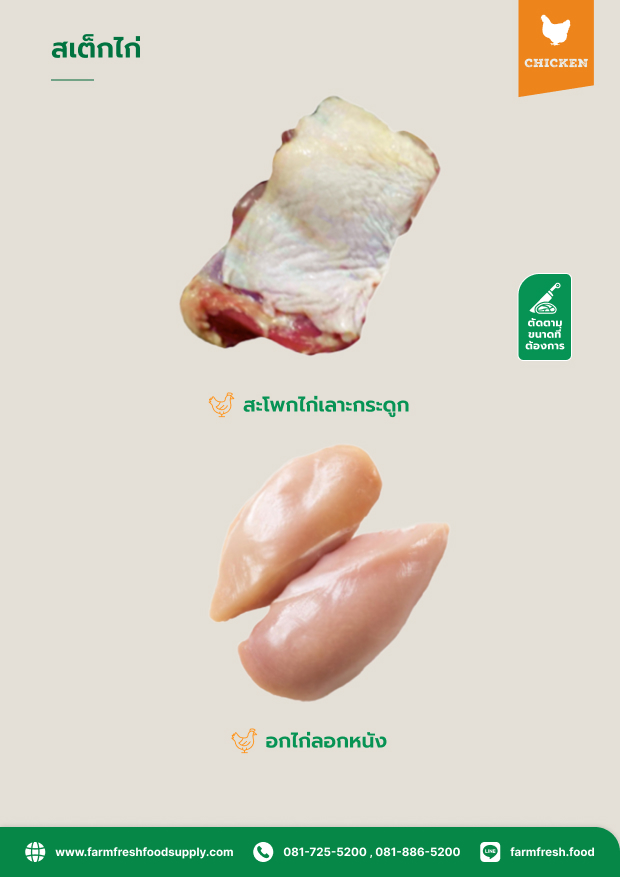 สเต็กไก่
CHICKEN
ตัดตาม
ขนาดที่
ต้องการ
สะโพกไก่เลาะกระดูก
อกไก่ลอกหนัง
www.farmfreshfoodsupply.com 081-725-5200 , 081-886-5200 LINE farmfresh.food